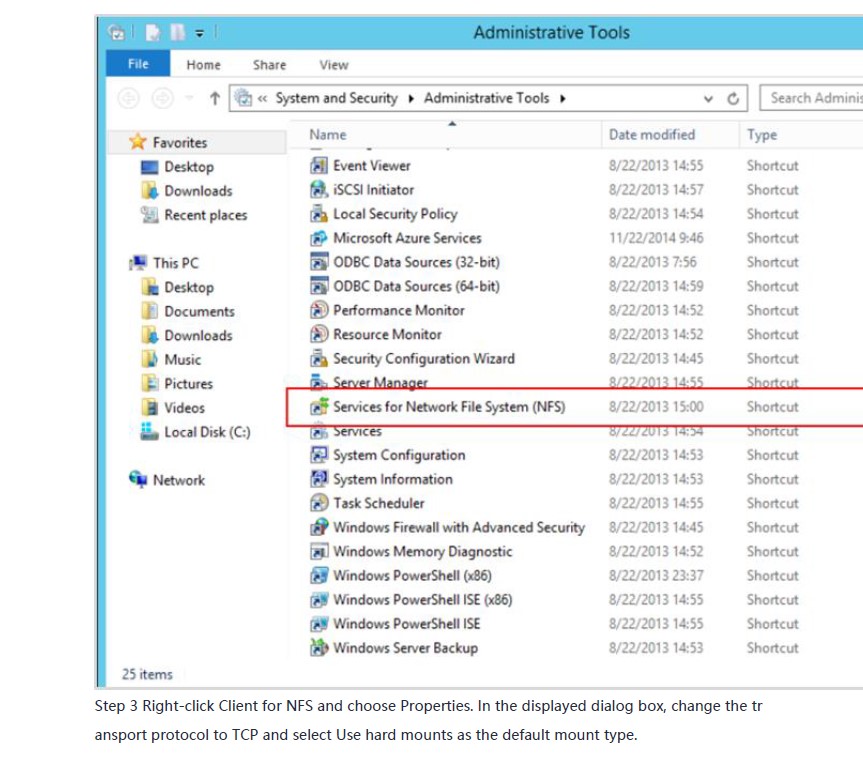 Administrative Tools
File Home Share View
« System and Security Administrative Tools Search Adminis
Name Date modified Type
Favorites
Desktop
Downloads
Recent places
This PC
Desktop
Documents
Downloads
Music
Pictures
Videos
Local Disk (C:)
Network
Event Viewer 8/22/2013 14:55 Shortcut
iSCSI Initiator 8/22/2013 14:57 Shortcut
Local Security Policy 8/22/2013 14:54 Shortcut
Microsoft Azure Services 11/22/2014 9:46 Shortcut
ODBC Data Sources (32-bit) 8/22/2013 7:56 Shortcut
ODBC Data Sources (64-bit) 8/22/2013 14:59 Shortcut
Performance Monitor 8/22/2013 14:52 Shortcut
Resource Monitor 8/22/2013 14:52 Shortcut
Security Configuration Wizard 8/22/2013 14:45 Shortcut
Server Manager 8/22/2013 14:55 Shortcut
Services for Network File System (NFS) 8/22/2013 15:00 Shortcut
Services 8/22/2013 14:54 Shortcut
System Configuration 8/22/2013 14:53 Shortcut
System Information 8/22/2013 14:53 Shortcut
Task Scheduler 8/22/2013 14:55 Shortcut
Windows Firewall with Advanced Security 8/22/2013 14:45 Shortcut
Windows Memory Diagnostic 8/22/2013 14:52 Shortcut
Windows PowerShell (x86) 8/22/2013 23:37 Shortcut
Windows PowerShell ISE (x86) 8/22/2013 14:55 Shortcut
Windows PowerShell ISE 8/22/2013 14:55 Shortcut
Windows Server Backup 8/22/2013 14:53 Shortcut
25 items
Step 3 Right-click Client for NFS and choose Properties. In the displayed dialog box, change the tr
ansport protocol to TCP and select Use hard mounts as the default mount type.